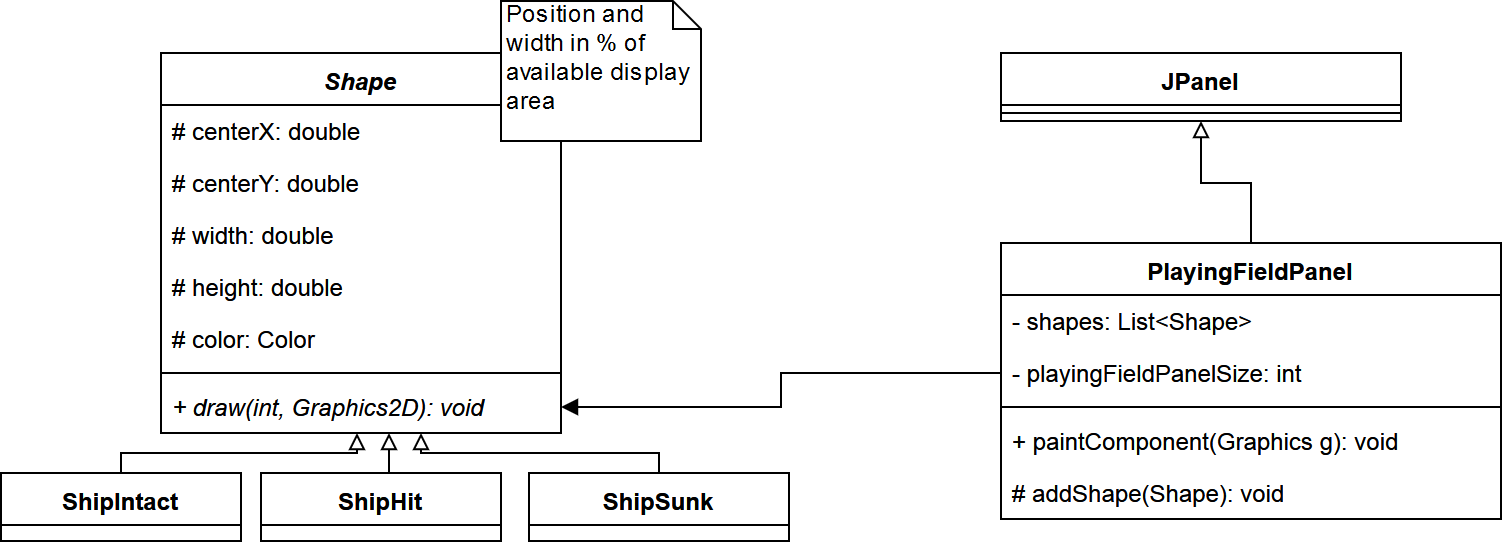 Position and
width in % of
available display
area
Shape
# centerX: double
# centerY: double
# width: double
# height: double
# color: Color
+ draw(int, Graphics2D): void
ShipIntact
ShipHit
ShipSunk
JPanel
PlayingFieldPanel
- shapes: List<Shape>
- playingFieldPanelSize: int
+ paintComponent(Graphics g): void
# addShape(Shape): void